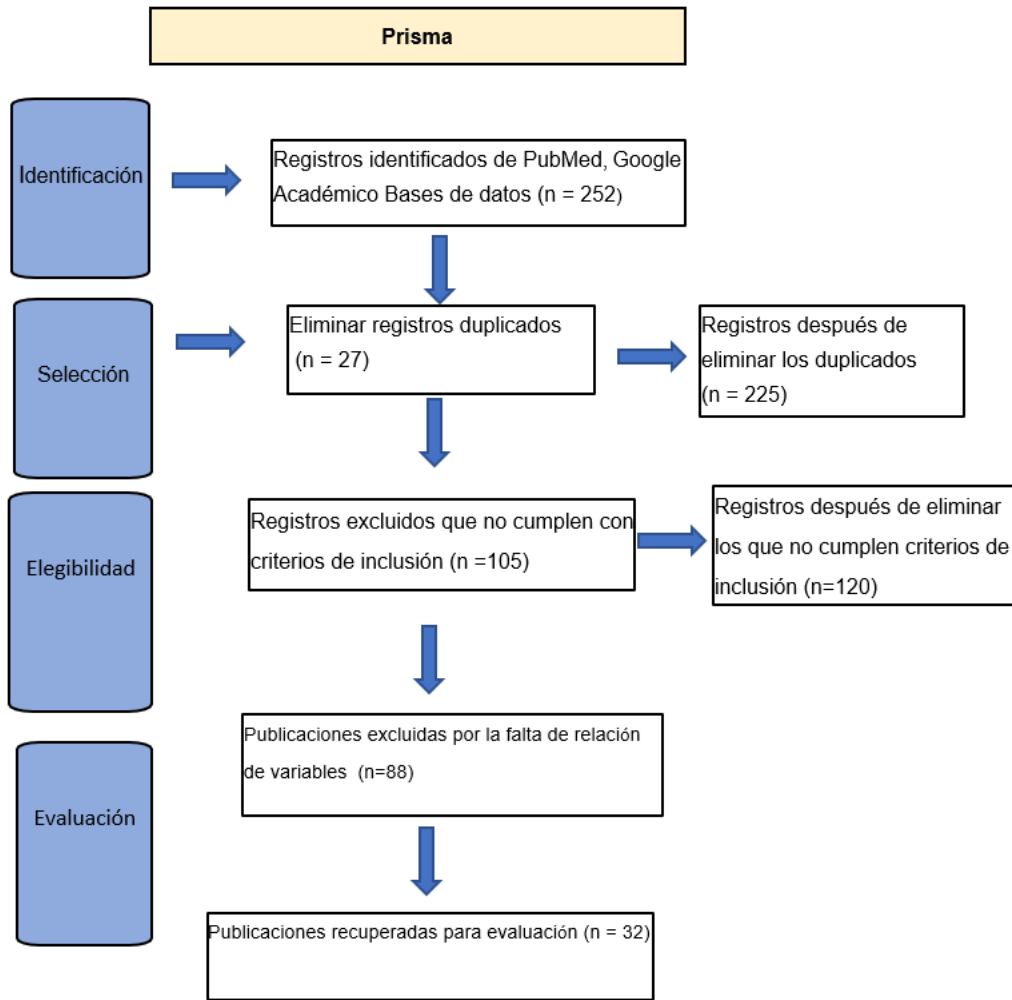 Prisma
Identificación
Registros identificados de PubMed, Google
Académico Bases de datos (n = 252)
Selección
Eliminar registros duplicados
(n = 27)
Registros después de
eliminar los duplicados
(n = 225)
Elegibilidad
Registros excluidos que no cumplen con
criterios de inclusión (n =105)
Registros después de eliminar
los que no cumplen criterios de
inclusión (n=120)
Evaluación
Publicaciones excluidas por la falta de relación
de variables (n=88)
Publicaciones recuperadas para evaluación (n = 32)